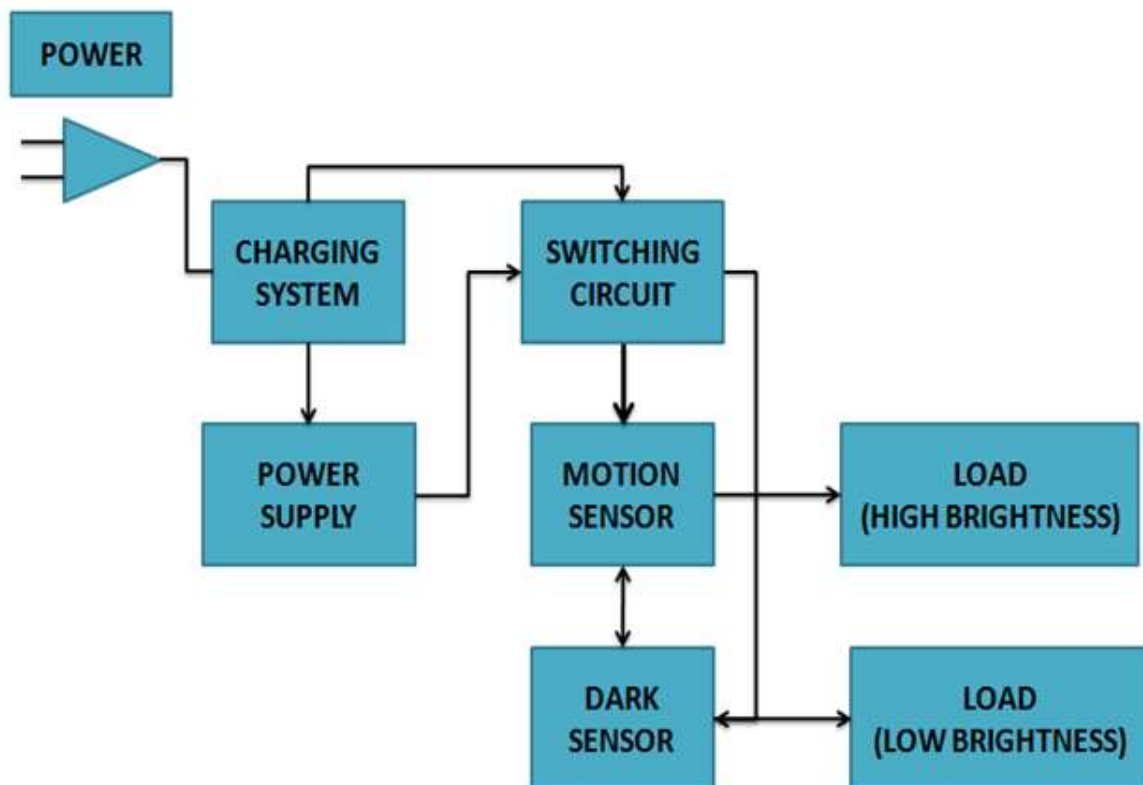 POWER
CHARGING
SYSTEM
SWITCHING
CIRCUIT
POWER
SUPPLY
MOTION
SENSOR
LOAD
(HIGH BRIGHTNESS)
DARK
SENSOR
LOAD
(LOW BRIGHTNESS)